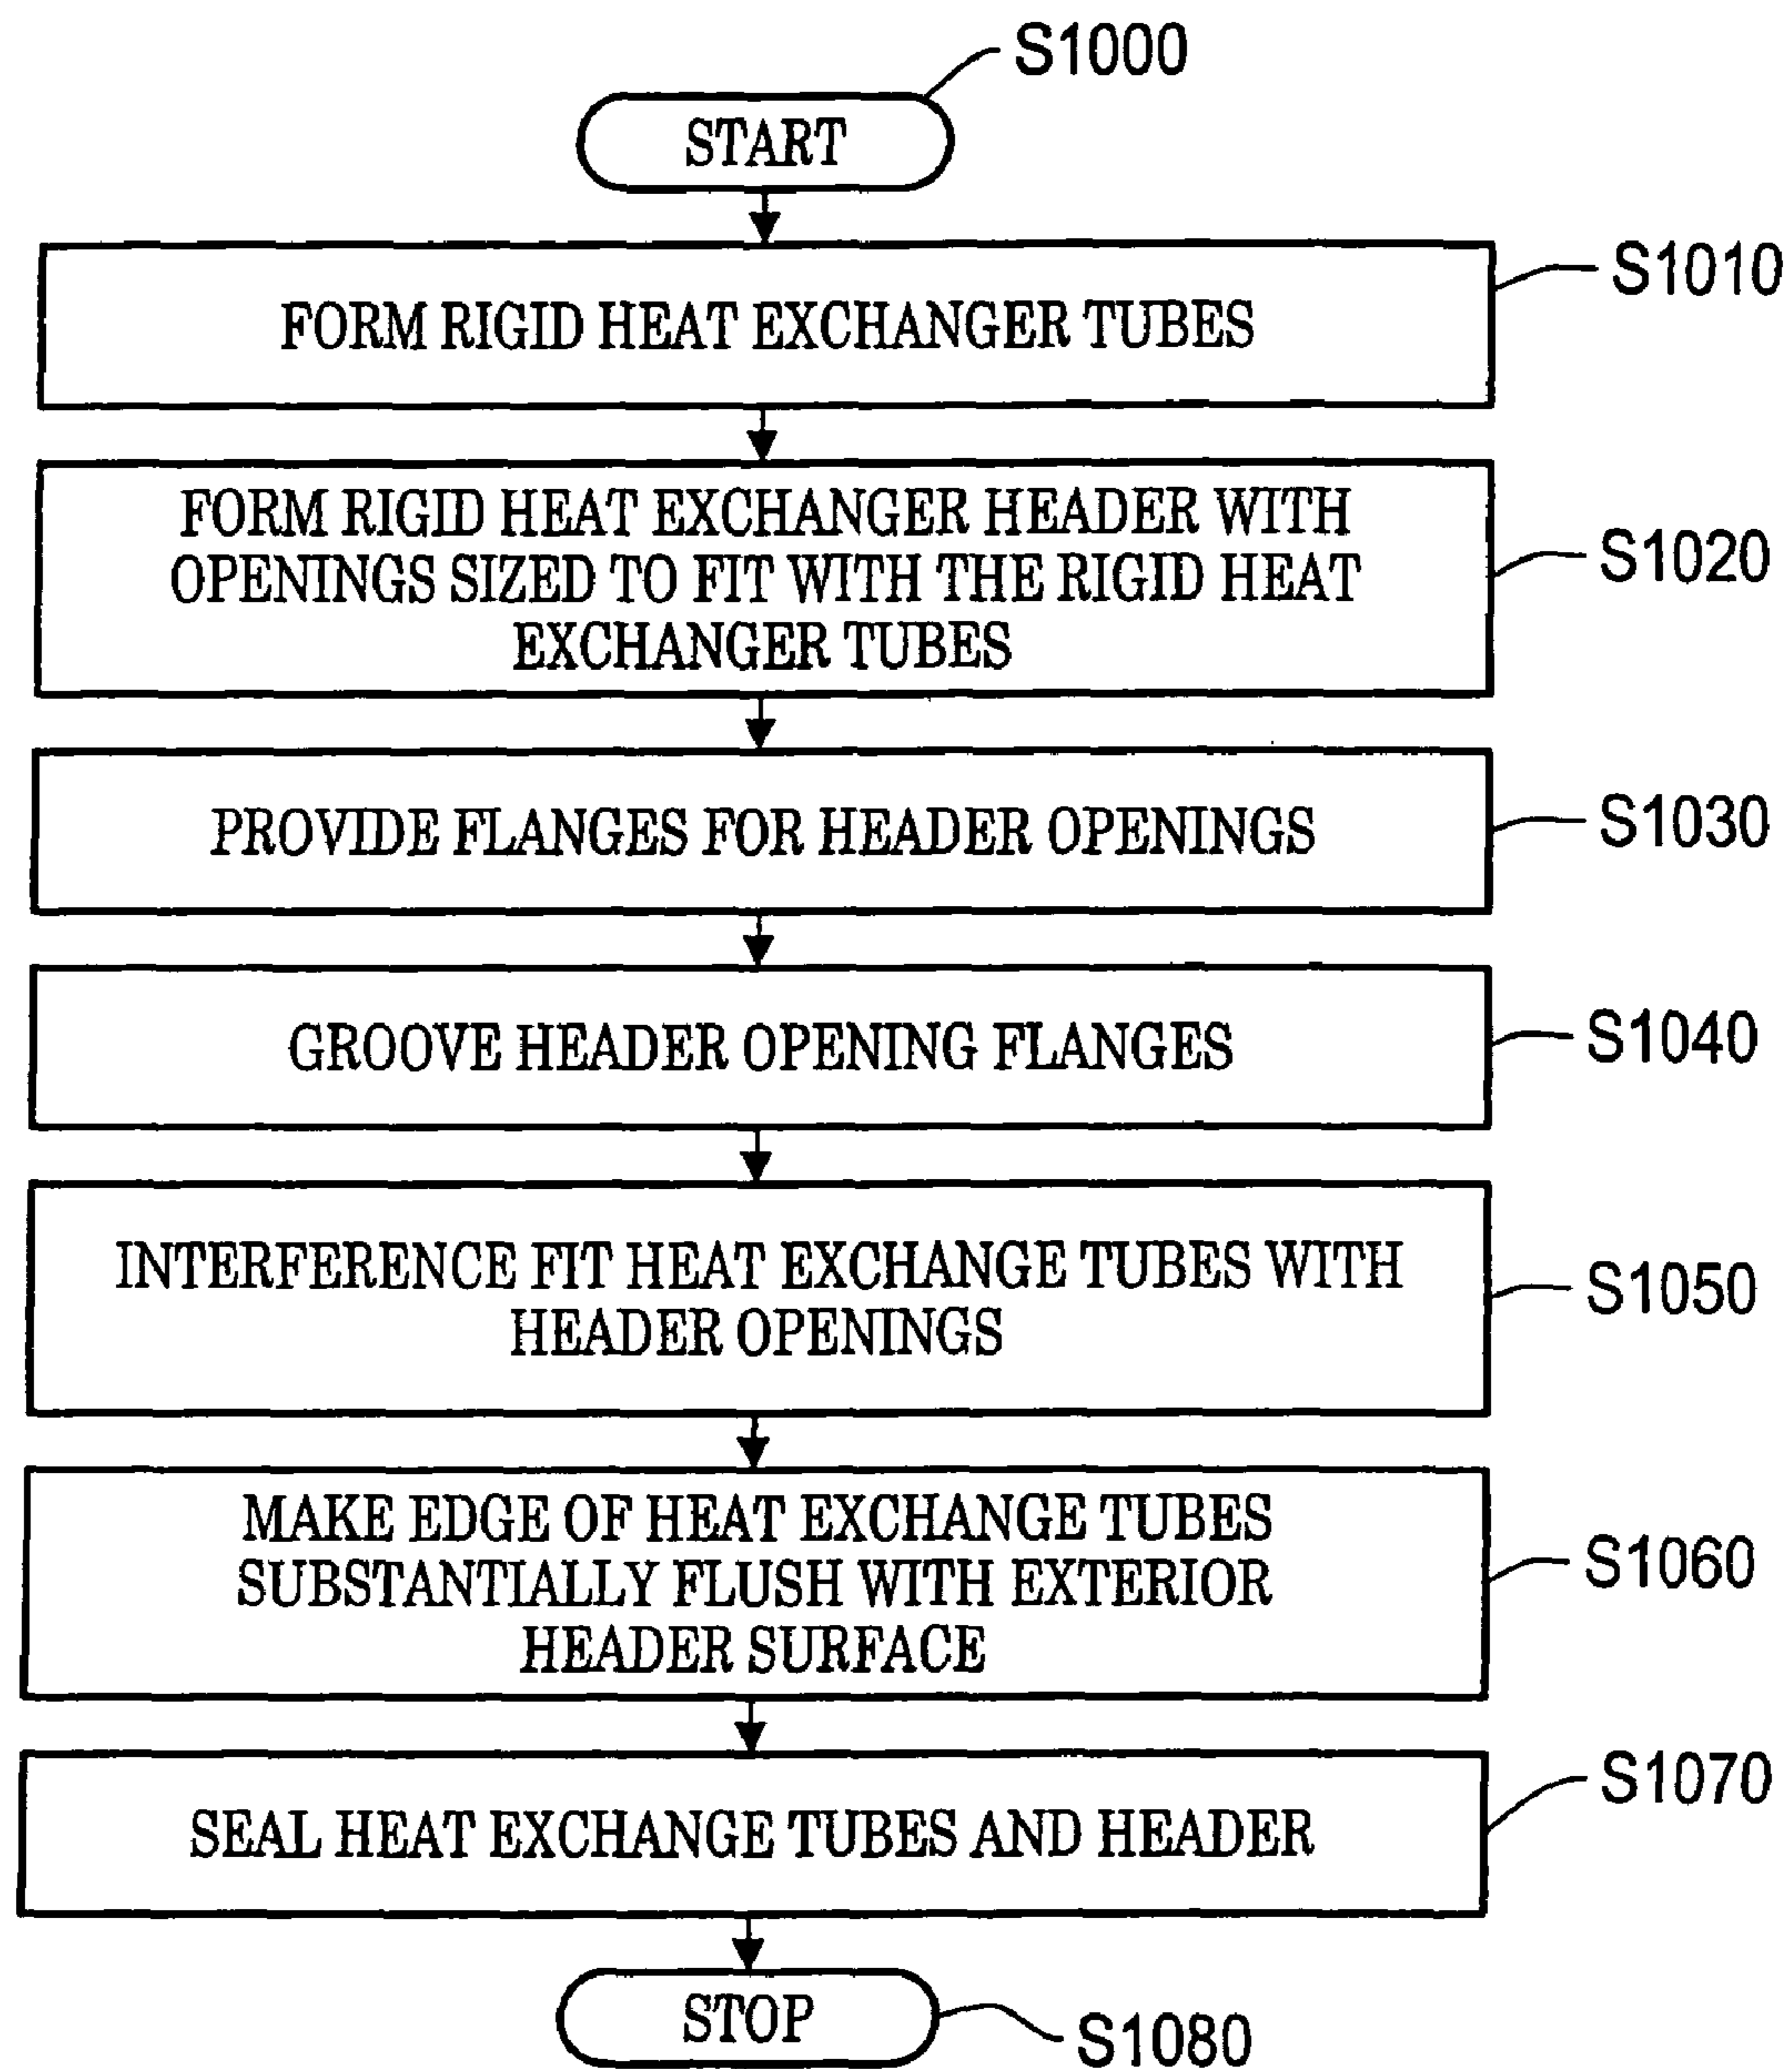 S1000
START
S1010
FORM RIGID HEAT EXCHANGER TUBES
FORM RIGID HEAT EXCHANGER HEADER WITH
OPENINGS SIZED TO FIT WITH THE RIGID HEAT
EXCHANGER TUBES
S1020
PROVIDE FLANGES FOR HEADER OPENINGS
S1030
GROOVE HEADER OPENING FLANGES
S1040
INTERFERENCE FIT HEAT EXCHANGE TUBES WITH
HEADER OPENINGS
S1050
MAKE EDGE OF HEAT EXCHANGE TUBES
SUBSTANTIALLY FLUSH WITH EXTERIOR
HEADER SURFACE
S1060
SEAL HEAT EXCHANGE TUBES AND HEADER
S1070
STOP
S1080